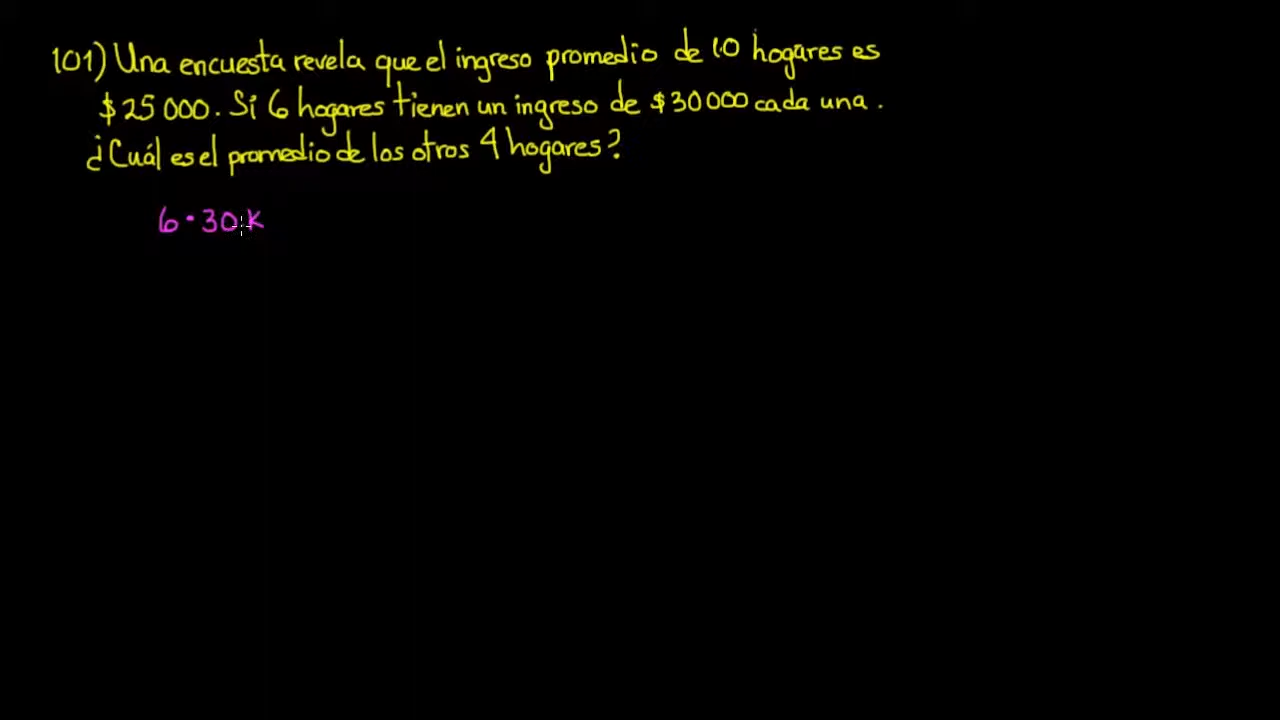 101) Una encuesta revela que el ingreso promedio de 10 hogares es
$25 000. Si 6 hogares tienen un ingreso de $30 000 cada una.
¿Cuál es el promedio de los otros 4 hogares?
6·30K